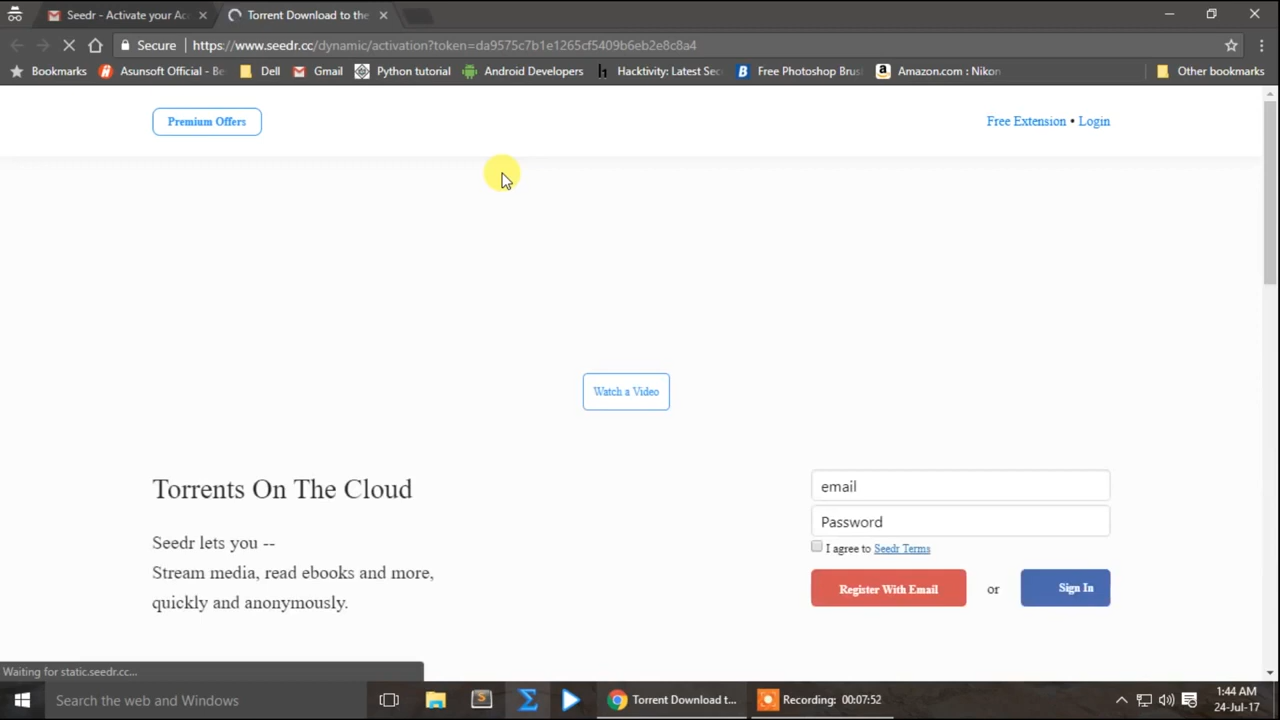 Seedr - Activate your Acc
Torrent Download to the
Secure
https://www.seedr.cc/dynamic/activation?token=da9575c7b1e1265cf5409b6eb2e8c8a4
Bookmarks
Asunsoft Official - Be
Dell
Gmail
Python tutorial
Android Developers
Hacktivity: Latest Sec
Free Photoshop Brus
Amazon.com : Nikon
Other bookmarks
Premium Offers
Free Extension • Login
Watch a Video
Torrents On The Cloud
Seedr lets you --
Stream media, read ebooks and more,
quickly and anonymously.
email
Password
I agree to Seedr Terms
Register With Email
or
Sign In
Waiting for static.seedr.cc...
Search the web and Windows
Torrent Download t...
Recording: 00:07:52
1:44 AM
24-Jul-17